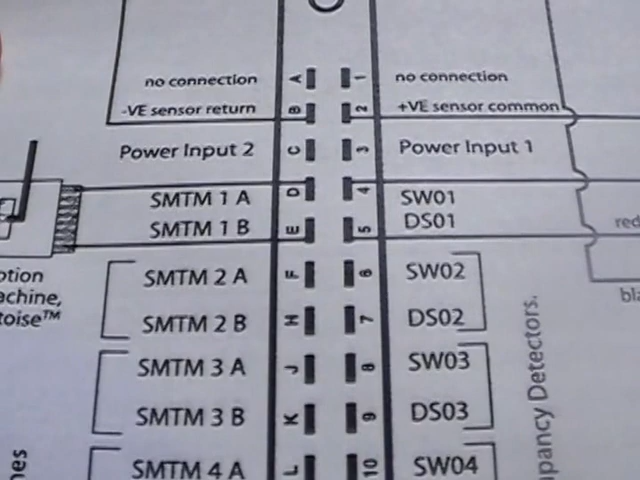 no connection A 1 no connection
-VE sensor return B 2 +VE sensor common
Power Input 2 C 3 Power Input 1
SMTM 1 A D 4 SW01
SMTM 1 B E 5 DS01
red
SMTM 2 A F 6 SW02
otion
achine,
toise™
bla
SMTM 2 B H 7 DS02
SMTM 3 A J 8 SW03
SMTM 3 B K 9 DS03
SMTM 4 A L 10 SW04
nes
pancy Detectors.